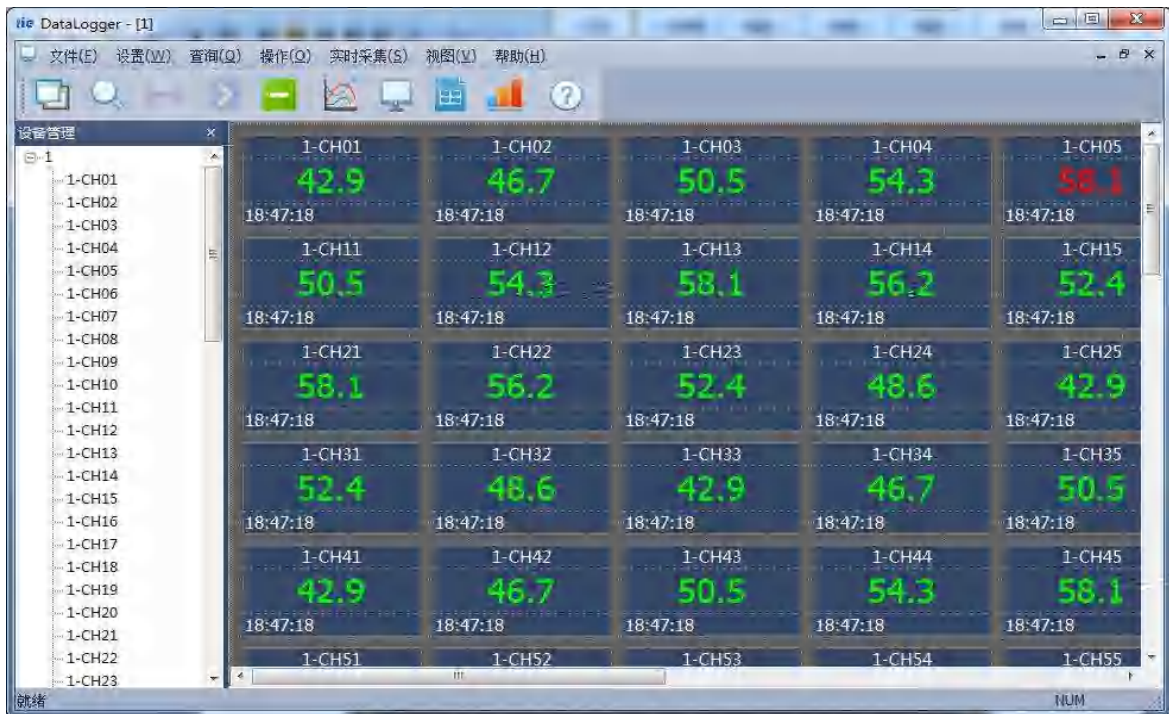 tie DataLogger - [1]
文件(F) 设置(W) 查询(Q) 操作(O) 实时采集(S) 视图(V) 帮助(H)
设备管理
1
1-CH01
1-CH02
1-CH03
1-CH04
1-CH05
1-CH06
1-CH07
1-CH08
1-CH09
1-CH10
1-CH11
1-CH12
1-CH13
1-CH14
1-CH15
1-CH16
1-CH17
1-CH18
1-CH19
1-CH20
1-CH21
1-CH22
1-CH23
1-CH01 1-CH02 1-CH03 1-CH04 1-CH05
42.9 46.7 50.5 54.3 58.1
18:47:18 18:47:18 18:47:18 18:47:18 18:47:18
1-CH11 1-CH12 1-CH13 1-CH14 1-CH15
50.5 54.3 58.1 56.2 52.4
18:47:18 18:47:18 18:47:18 18:47:18 18:47:18
1-CH21 1-CH22 1-CH23 1-CH24 1-CH25
58.1 56.2 52.4 48.6 42.9
18:47:18 18:47:18 18:47:18 18:47:18 18:47:18
1-CH31 1-CH32 1-CH33 1-CH34 1-CH35
52.4 48.6 42.9 46.7 50.5
18:47:18 18:47:18 18:47:18 18:47:18 18:47:18
1-CH41 1-CH42 1-CH43 1-CH44 1-CH45
42.9 46.7 50.5 54.3 58.1
18:47:18 18:47:18 18:47:18 18:47:18 18:47:18
1-CH51 1-CH52 1-CH53 1-CH54 1-CH55
就绪 NUM